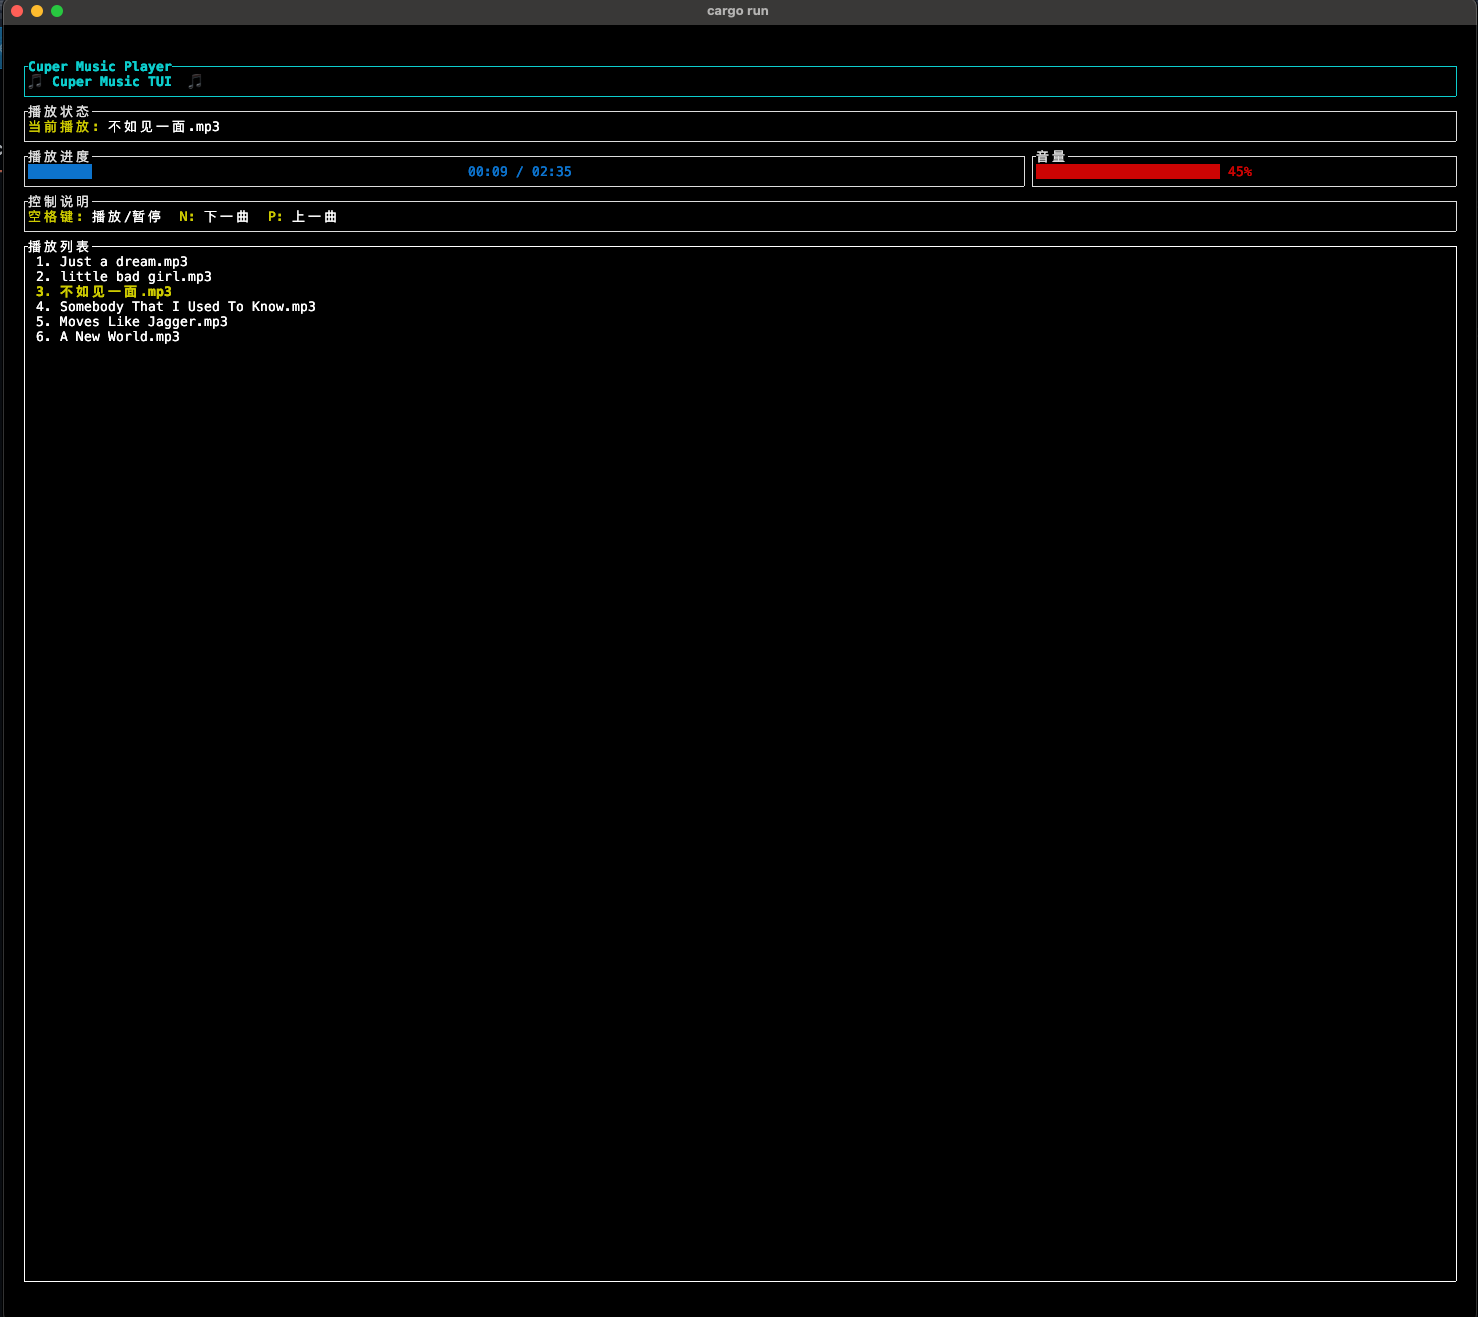 cargo run
Cuper Music Player
🎵 Cuper Music TUI 🎵
播放状态
当前播放: 不如见一面.mp3
播放进度
00:09 / 02:35
音量
45%
控制说明
空格键: 播放/暂停 N: 下一曲 P: 上一曲
播放列表
1. Just a dream.mp3
2. little bad girl.mp3
3. 不如见一面.mp3
4. Somebody That I Used To Know.mp3
5. Moves Like Jagger.mp3
6. A New World.mp3